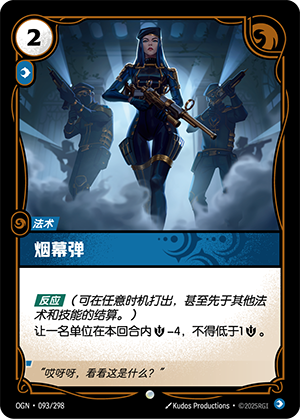 2
法术
烟幕弹
反应 （可在任意时机打出，甚至先于其他法
术和技能的结算。）
让一名单位在本回合内-4，不得低于1。
“哎呀呀，看看这是什么？”
OGN • 093/298
Kudos Productions • ©2025RGI